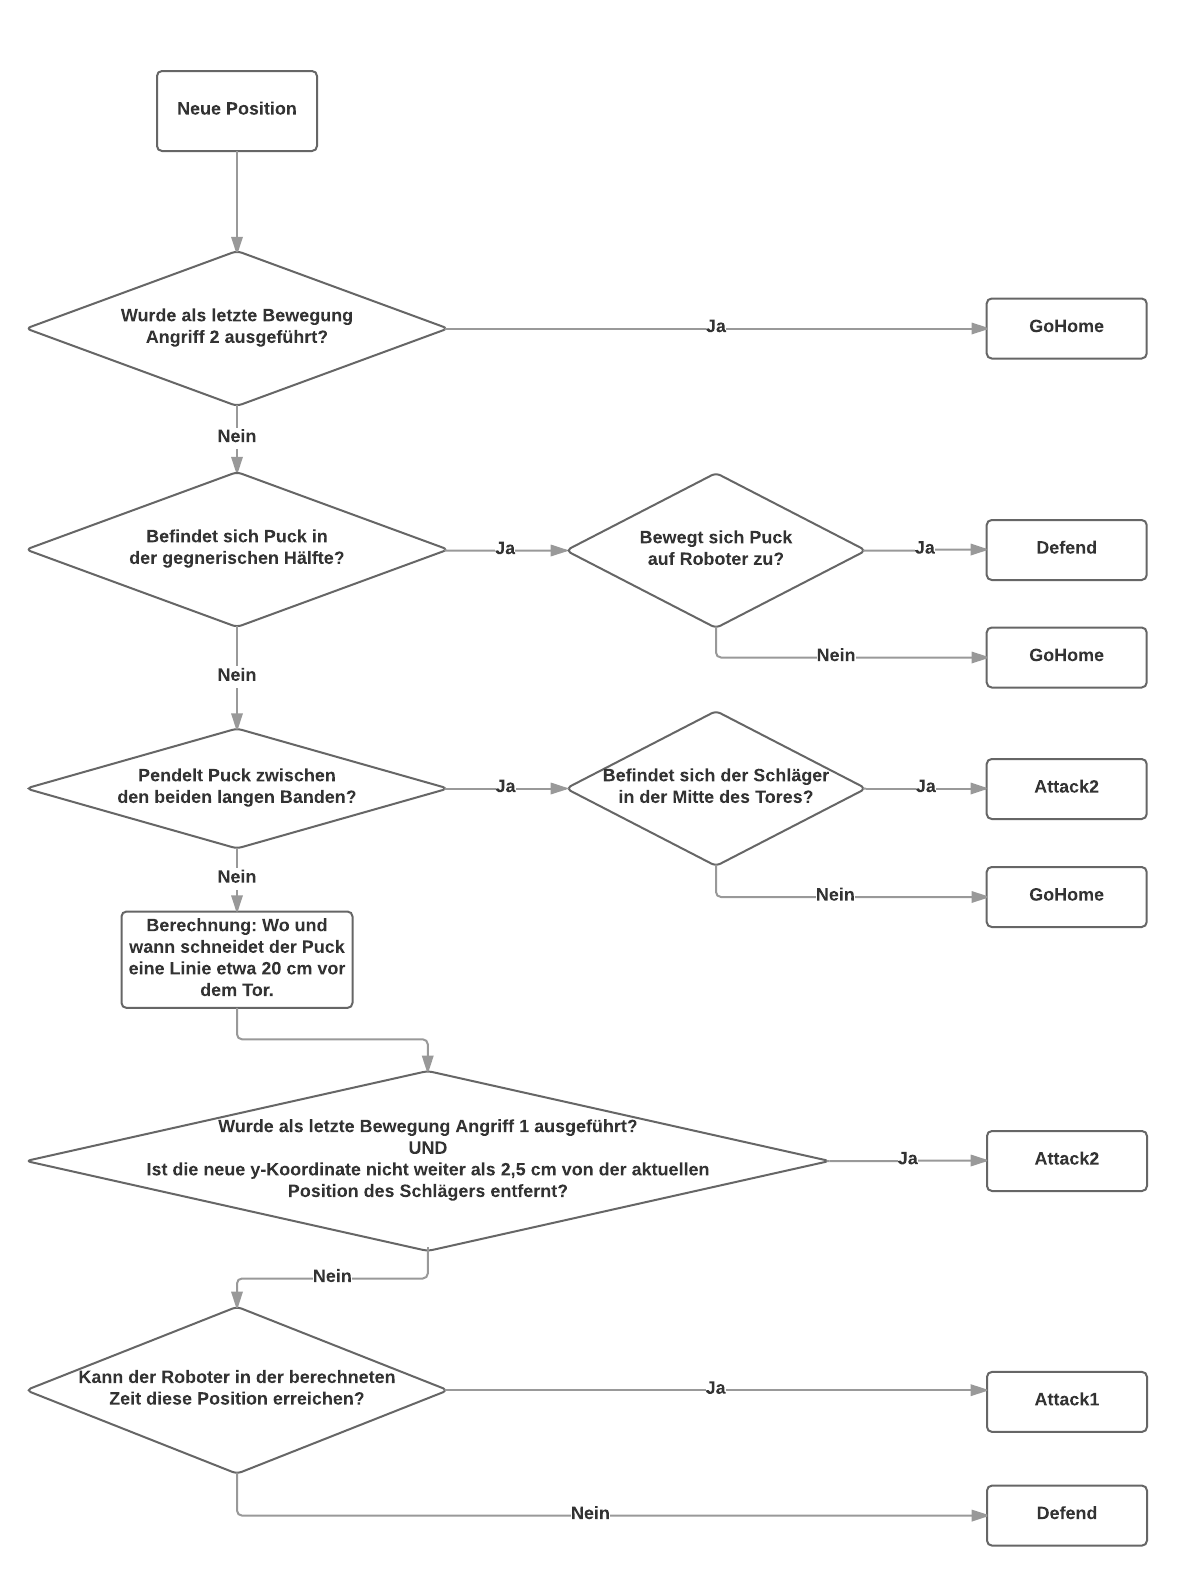 Neue Position
Wurde als letzte Bewegung
Angriff 2 ausgeführt?
Ja
GoHome
Nein
Befindet sich Puck in
der gegnerischen Hälfte?
Ja
Bewegt sich Puck
auf Roboter zu?
Ja
Defend
Nein
GoHome
Nein
Pendelt Puck zwischen
den beiden langen Banden?
Ja
Befindet sich der Schläger
in der Mitte des Tores?
Ja
Attack2
Nein
GoHome
Nein
Berechnung: Wo und
wann schneidet der Puck
eine Linie etwa 20 cm vor
dem Tor.
Wurde als letzte Bewegung Angriff 1 ausgeführt?
UND
Ist die neue y-Koordinate nicht weiter als 2,5 cm von der aktuellen
Position des Schlägers entfernt?
Ja
Attack2
Nein
Kann der Roboter in der berechneten
Zeit diese Position erreichen?
Ja
Attack1
Nein
Defend